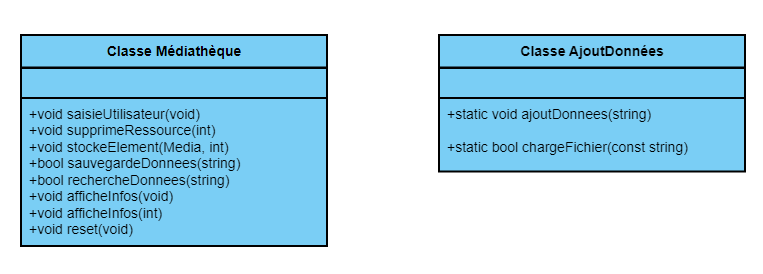 Classe Médiathèque
+void saisieUtilisateur(void)
+void supprimeRessource(int)
+void stockeElement(Media, int)
+bool sauvegardeDonnees(string)
+bool rechercheDonnees(string)
+void afficheInfos(void)
+void afficheInfos(int)
+void reset(void)
Classe AjoutDonnées
+static void ajoutDonnees(string)
+static bool chargeFichier(const string)